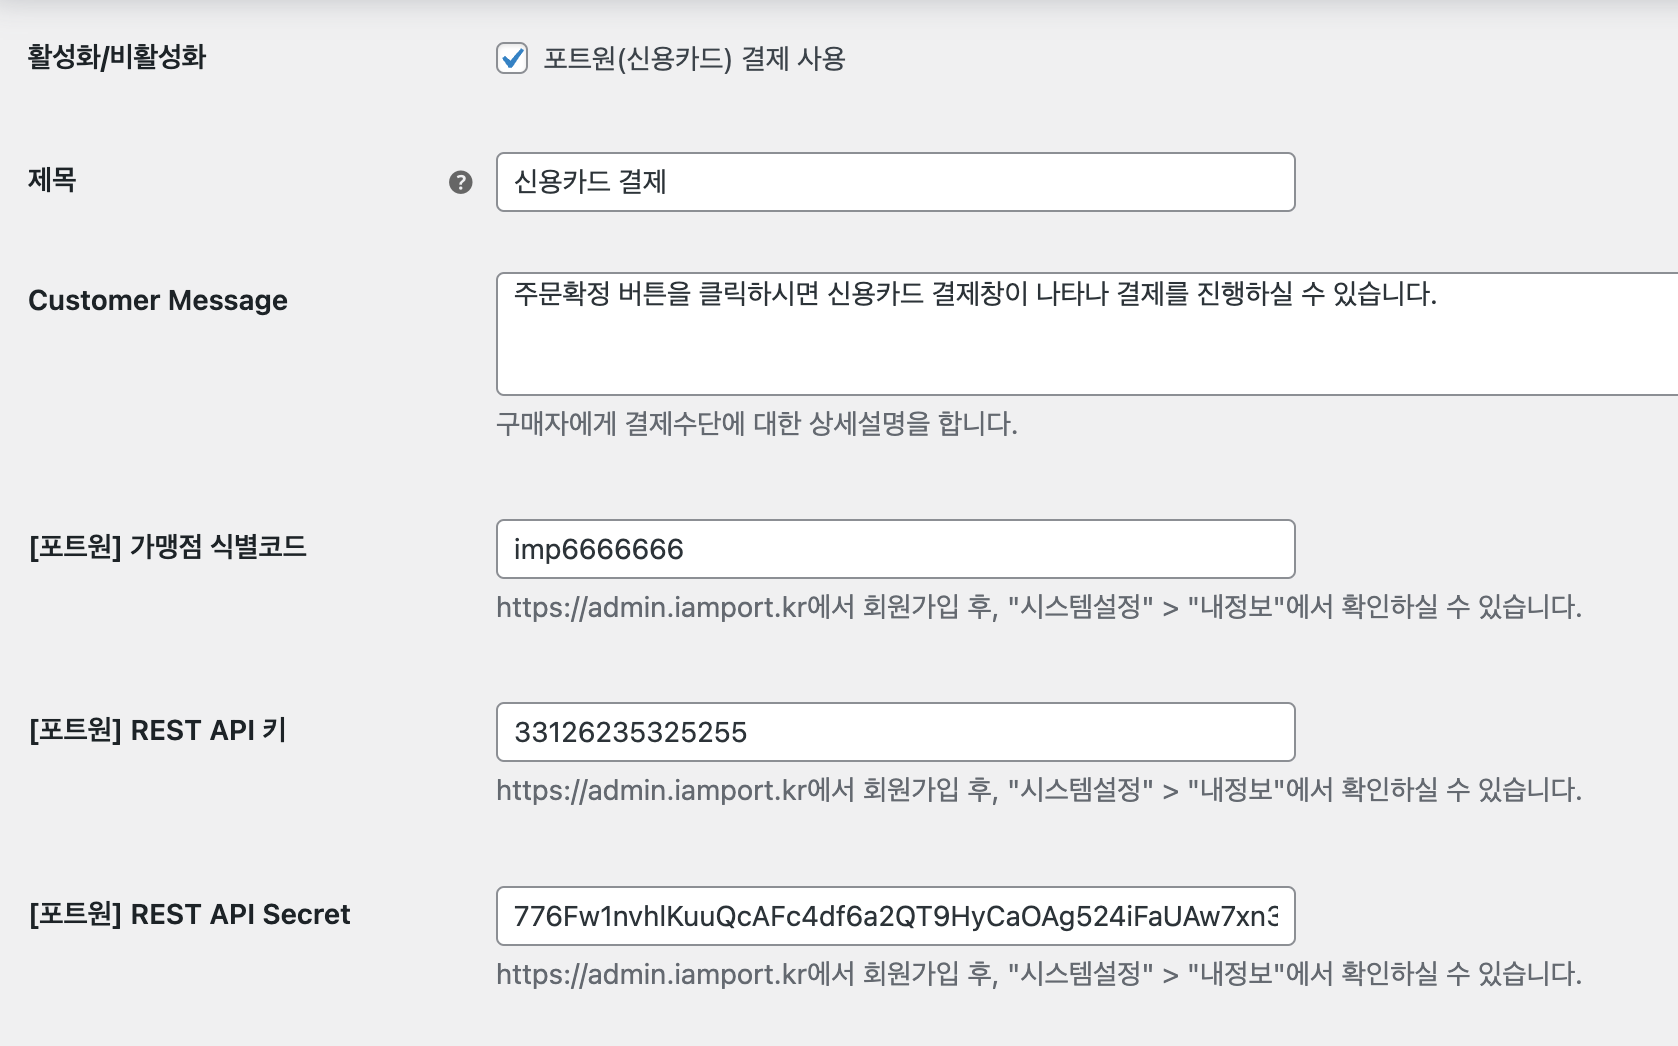 활성화/비활성화
포트원(신용카드) 결제 사용
제목
?
신용카드 결제
Customer Message
주문확정 버튼을 클릭하시면 신용카드 결제창이 나타나 결제를 진행하실 수 있습니다.
구매자에게 결제수단에 대한 상세설명을 합니다.
[포트원] 가맹점 식별코드
imp6666666
https://admin.iamport.kr에서 회원가입 후, "시스템설정" > "내정보"에서 확인하실 수 있습니다.
[포트원] REST API 키
33126235325255
https://admin.iamport.kr에서 회원가입 후, "시스템설정" > "내정보"에서 확인하실 수 있습니다.
[포트원] REST API Secret
776Fw1nvhlKuuQcAFc4df6a2QT9HyCaOAg524iFaUAw7xn3
https://admin.iamport.kr에서 회원가입 후, "시스템설정" > "내정보"에서 확인하실 수 있습니다.